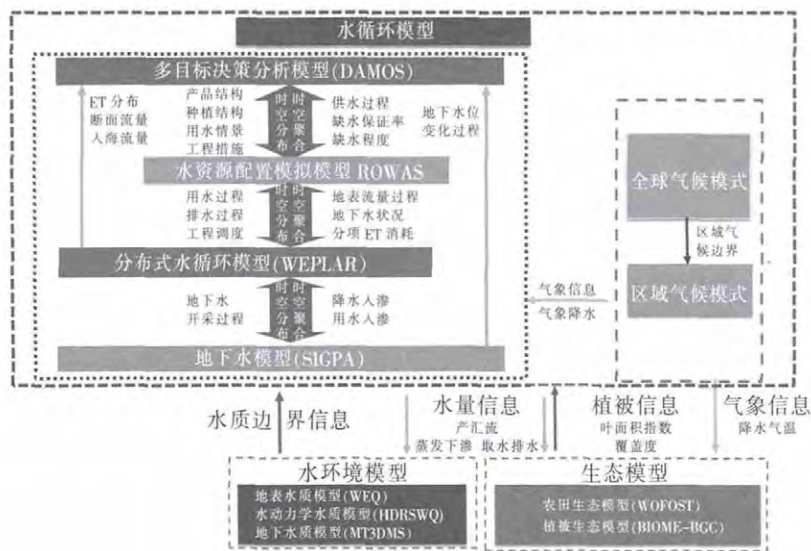 水循环模型
多目标决策分析模型(DAMOS)
ET 分布
断面流量
入海流量
产品结构
种植结构
用水情景
工程措施
时空分布
时空聚合
供水过程
缺水保证率
缺水程度
地下水位
变化过程
水资源配置模拟模型 ROWAS
用水过程
排水过程
工程调度
时空分布
时空聚合
地表流量过程
地下水状况
分项 ET 消耗
分布式水循环模型(WEPLAR)
地下水
开采过程
时空分布
时空聚合
降水入渗
用水入渗
地下水模型(SIGPA)
全球气候模式
区域气
候边界
区域气候模式
气象信息
气象降水
水质边界信息
水量信息
产汇流
蒸发下渗 取水排水
植被信息
叶面积指数
覆盖度
气象信息
降水气温
水环境模型
地表水质模型(WEQ)
水动力学水质模型(HDRSWQ)
地下水质模型(MT3DMS)
生态模型
农田生态模型(WOFOST)
植被生态模型(BIOME-BGC)